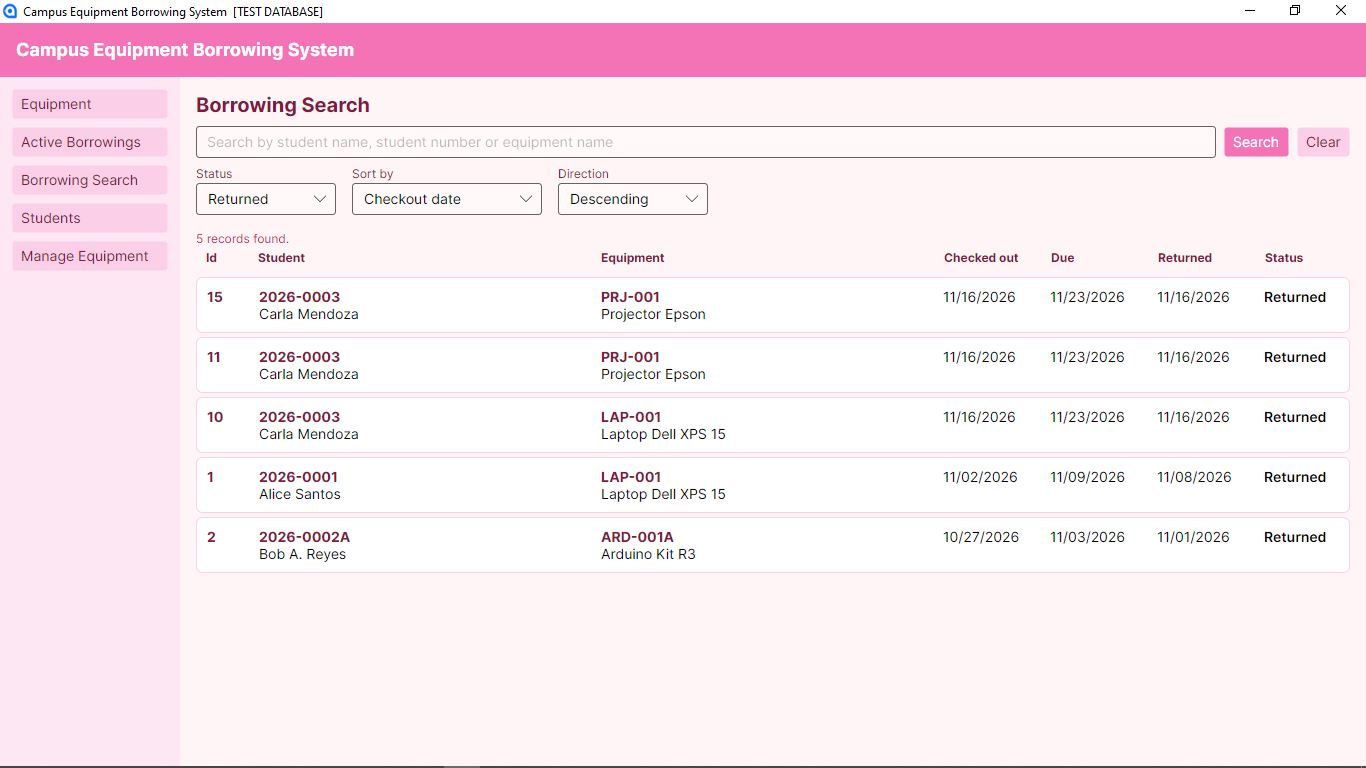 Campus Equipment Borrowing System [TEST DATABASE]
Campus Equipment Borrowing System
Equipment
Active Borrowings
Borrowing Search
Students
Manage Equipment
Borrowing Search
Search by student name, student number or equipment name
Search
Clear
Status
Sort by
Direction
Returned
Checkout date
Descending
5 records found.
Id Student Equipment Checked out Due Returned Status
15 2026-0003 PRJ-001 11/16/2026 11/23/2026 11/16/2026 Returned
Carla Mendoza Projector Epson
11 2026-0003 PRJ-001 11/16/2026 11/23/2026 11/16/2026 Returned
Carla Mendoza Projector Epson
10 2026-0003 LAP-001 11/16/2026 11/23/2026 11/16/2026 Returned
Carla Mendoza Laptop Dell XPS 15
1 2026-0001 LAP-001 11/02/2026 11/09/2026 11/08/2026 Returned
Alice Santos Laptop Dell XPS 15
2 2026-0002A ARD-001A 10/27/2026 11/03/2026 11/01/2026 Returned
Bob A. Reyes Arduino Kit R3